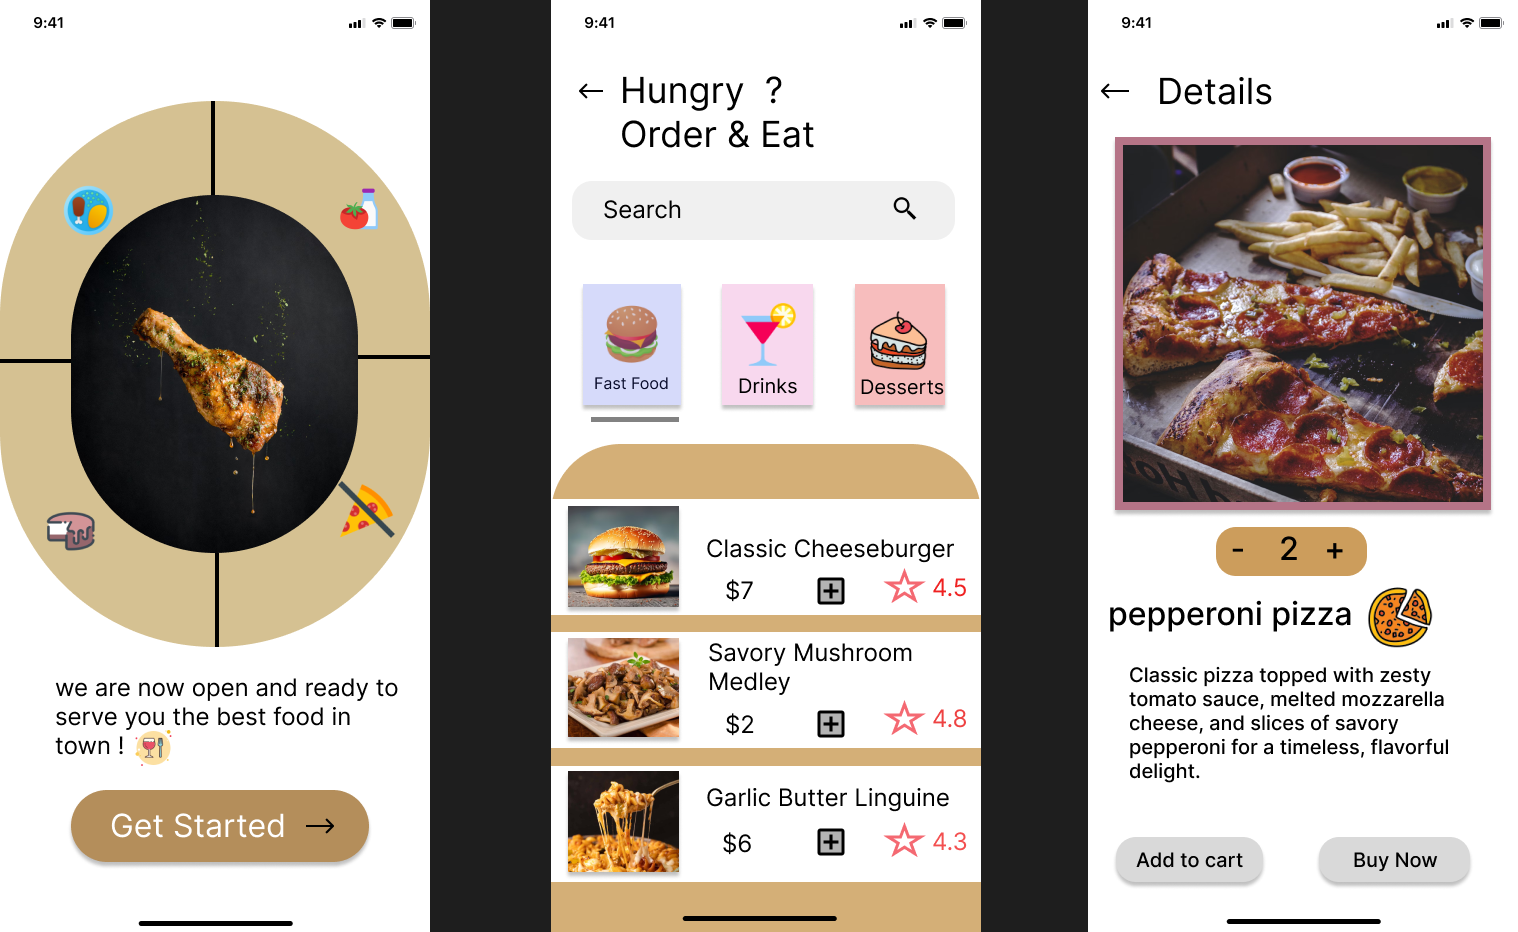 9:41
we are now open and ready to
serve you the best food in
town !
Get Started
9:41
Hungry ?
Order & Eat
Search
Fast Food
Drinks
Desserts
Classic Cheeseburger
$7
4.5
Savory Mushroom
Medley
$2
4.8
Garlic Butter Linguine
$6
4.3
9:41
Details
- 2 +
pepperoni pizza
Classic pizza topped with zesty
tomato sauce, melted mozzarella
cheese, and slices of savory
pepperoni for a timeless, flavorful
delight.
Add to cart
Buy Now